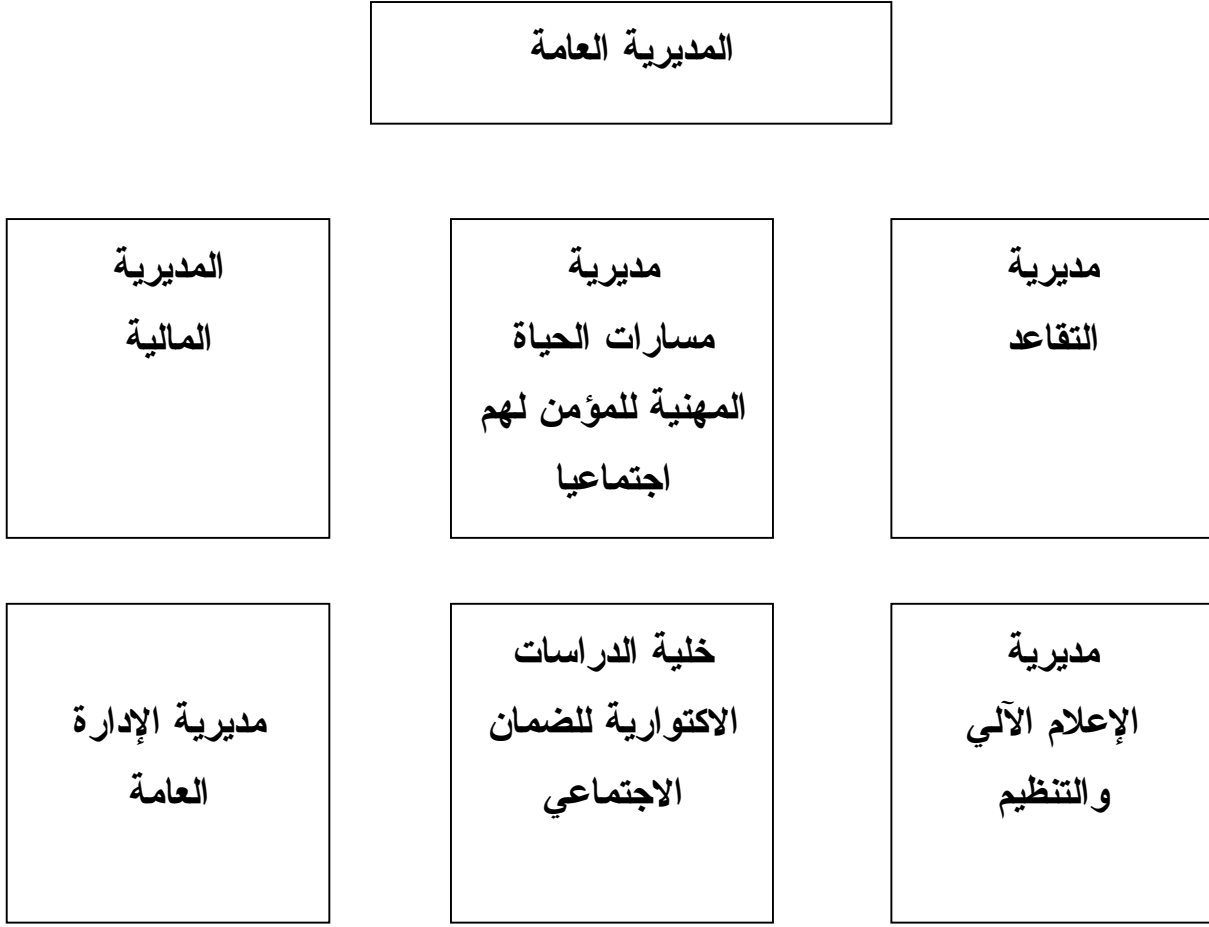 المديرية العامة
مديرية
التقاعد
مديرية
مسارات الحياة
المهنية للمؤمن لهم
اجتماعيا
المديرية
المالية
مديرية
الإعلام الآلي
والتنظيم
خلية الدراسات
الاكتوارية للضمان
الاجتماعي
مديرية الإدارة
العامة